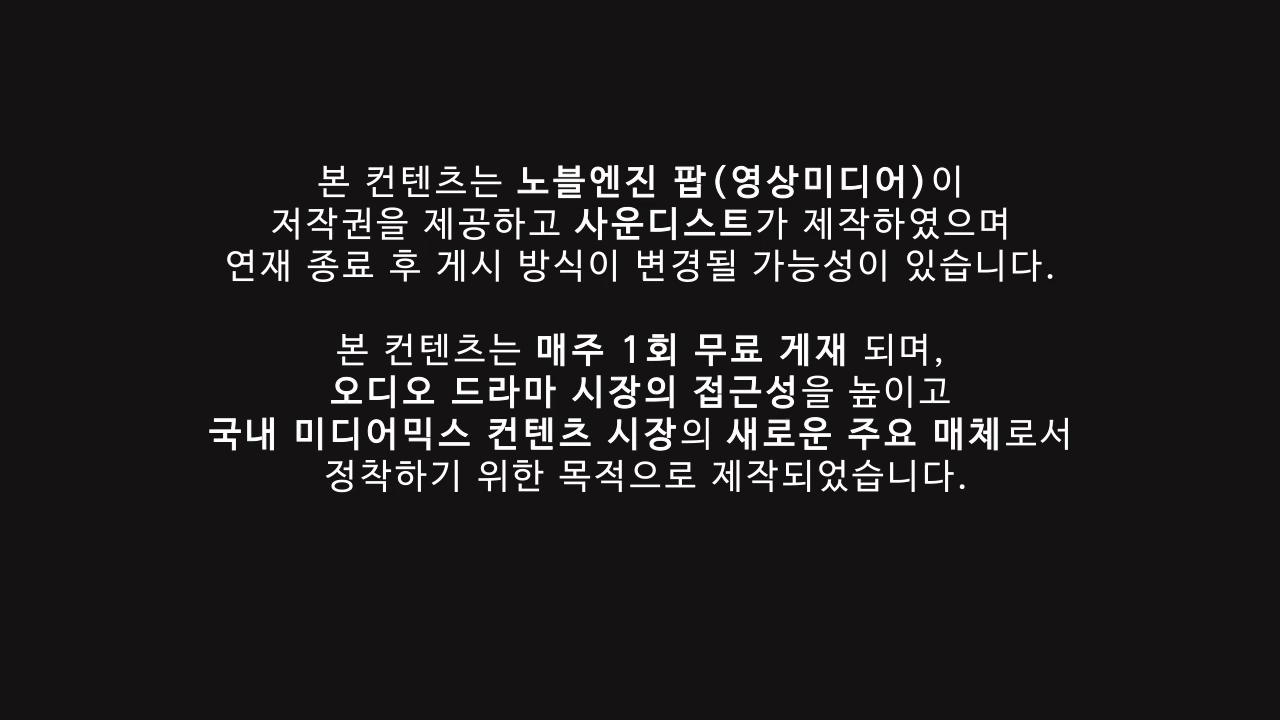 본 컨텐츠는 노블엔진 팝(영상미디어)이
저작권을 제공하고 사운디스트가 제작하였으며
연재 종료 후 게시 방식이 변경될 가능성이 있습니다.
본 컨텐츠는 매주 1회 무료 게재 되며,
오디오 드라마 시장의 접근성을 높이고
국내 미디어믹스 컨텐츠 시장의 새로운 주요 매체로서
정착하기 위한 목적으로 제작되었습니다.